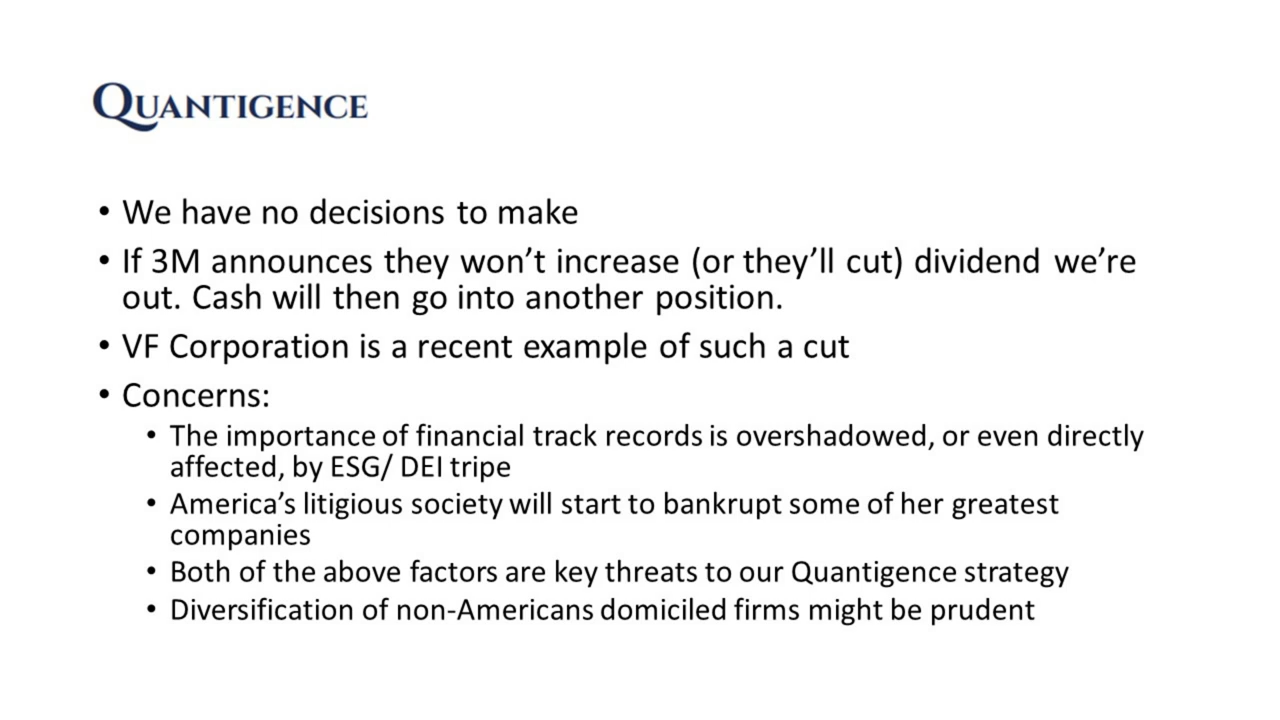 QUANTIGENCE
• We have no decisions to make
• If 3M announces they won’t increase (or they’ll cut) dividend we’re
out. Cash will then go into another position.
• VF Corporation is a recent example of such a cut
• Concerns:
• The importance of financial track records is overshadowed, or even directly
affected, by ESG/ DEI tripe
• America’s litigious society will start to bankrupt some of her greatest
companies
• Both of the above factors are key threats to our Quantigence strategy
• Diversification of non-Americans domiciled firms might be prudent